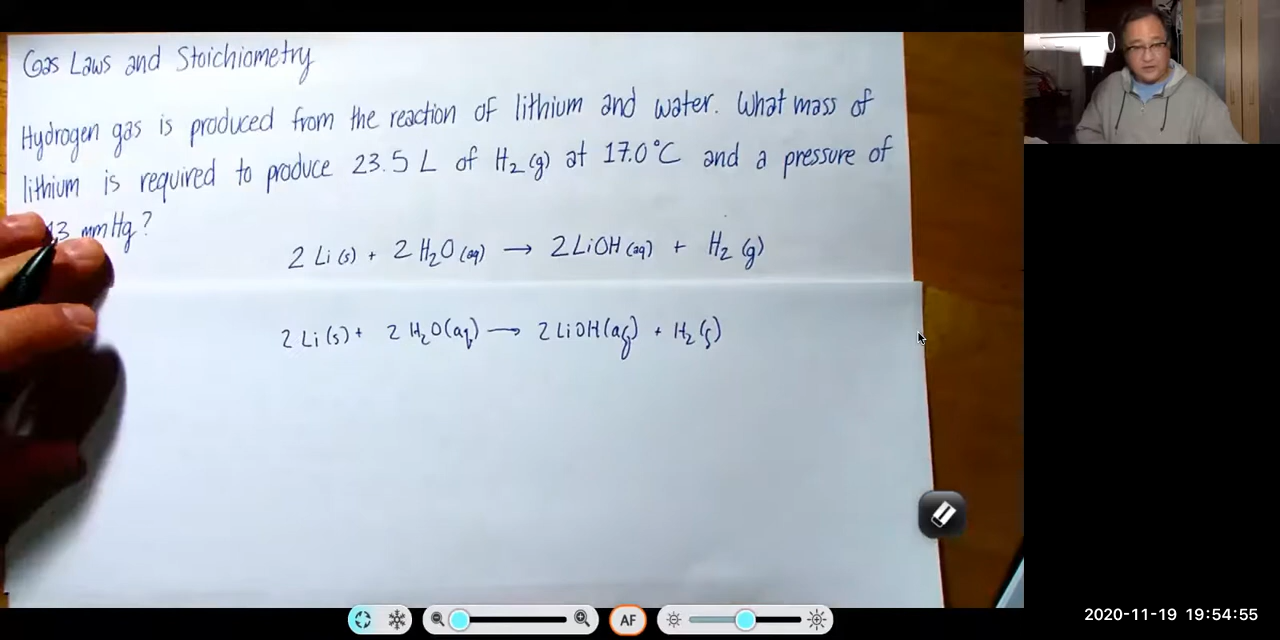 Gas Laws and Stoichiometry
Hydrogen gas is produced from the reaction of lithium and water. What mass of
lithium is required to produce 23.5 L of H₂(g) at 17.0°C and a pressure of
mmHg?
2 Li(s) + 2 H₂O(aq) → 2LiOH(aq) + H₂(g)
2 Li(s) + 2 H₂O(aq) → 2 LiOH(aq) + H₂(g)
AF
2020-11-19 19:54:55